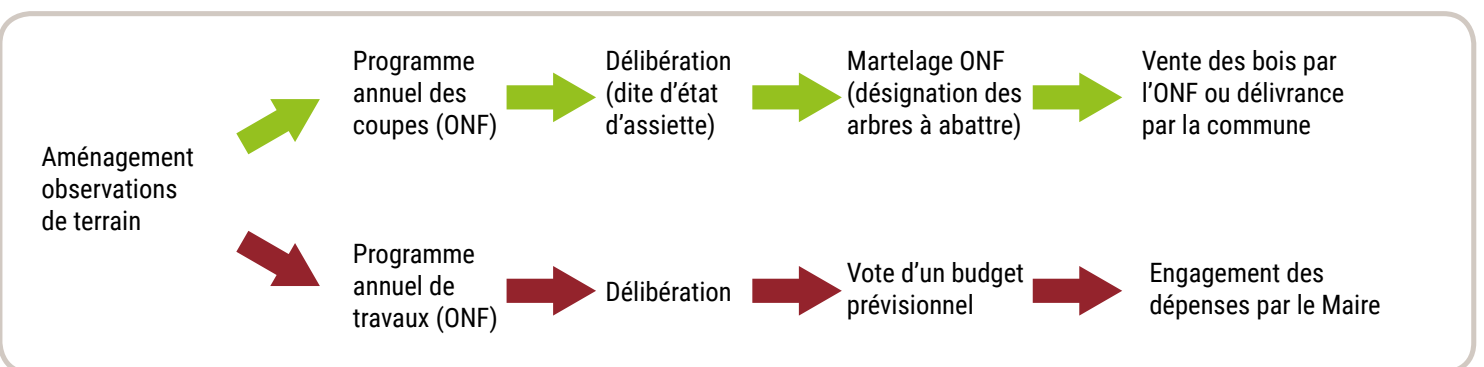 Aménagement
observations
de terrain
Programme
annuel des
coupes (ONF)
Délibération
(dite d’état
d’assiette)
Martelage ONF
(désignation des
arbres à abattre)
Vente des bois par
l’ONF ou délivrance
par la commune
Programme
annuel de
travaux (ONF)
Délibération
Vote d’un budget
prévisionnel
Engagement des
dépenses par le Maire